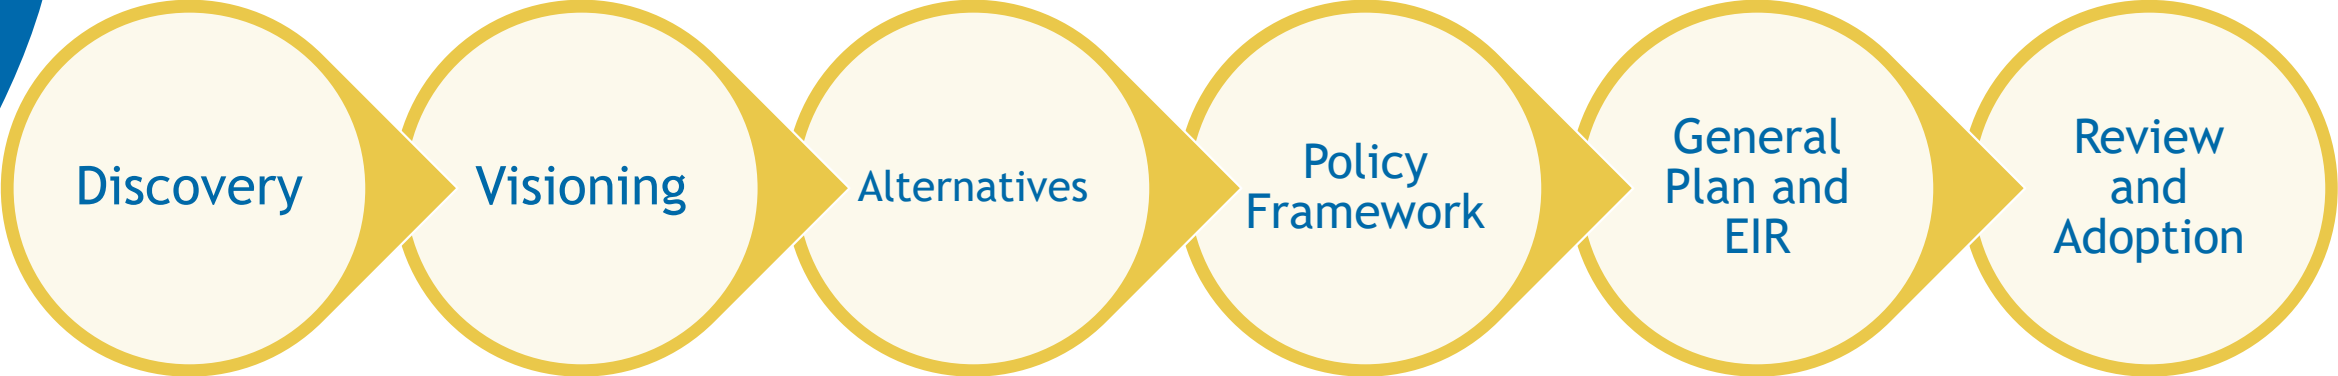 Discovery
Visioning
Alternatives
Policy
Framework
General
Plan and
EIR
Review
and
Adoption